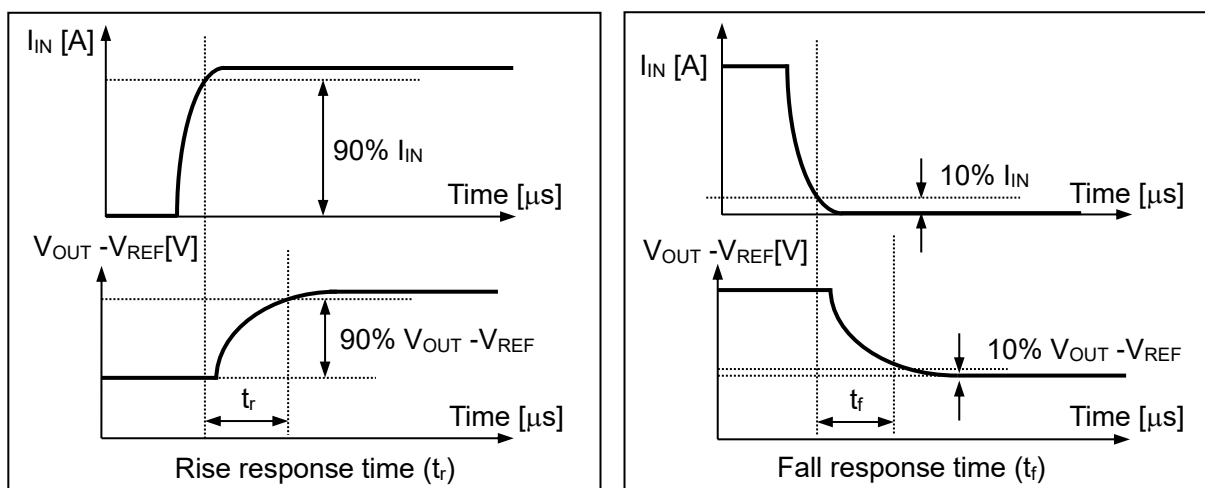 I_IN [A]
90% I_IN
Time [μs]
V_OUT -V_REF[V]
90% V_OUT -V_REF
t_r
Time [μs]
Rise response time (t_r)
I_IN [A]
10% I_IN
Time [μs]
V_OUT -V_REF[V]
10% V_OUT -V_REF
t_f
Time [μs]
Fall response time (t_f)